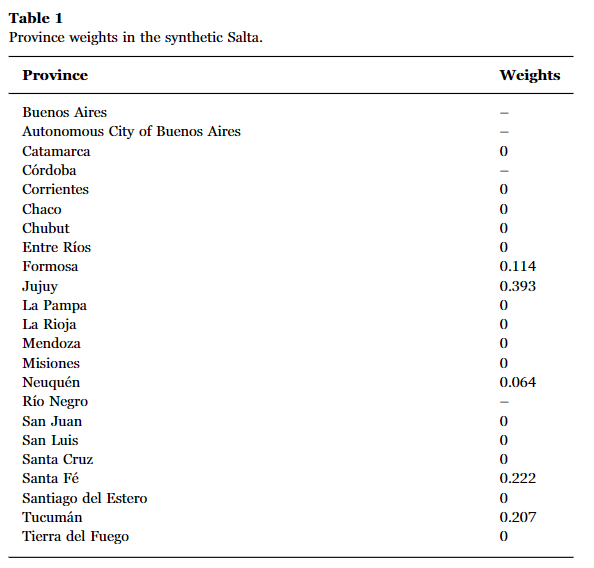 Table 1
Province weights in the synthetic Salta.
Province Weights
Buenos Aires –
Autonomous City of Buenos Aires –
Catamarca 0
Córdoba –
Corrientes 0
Chaco 0
Chubut 0
Entre Ríos 0
Formosa 0.114
Jujuy 0.393
La Pampa 0
La Rioja 0
Mendoza 0
Misiones 0
Neuquén 0.064
Río Negro –
San Juan 0
San Luis 0
Santa Cruz 0
Santa Fé 0.222
Santiago del Estero 0
Tucumán 0.207
Tierra del Fuego 0